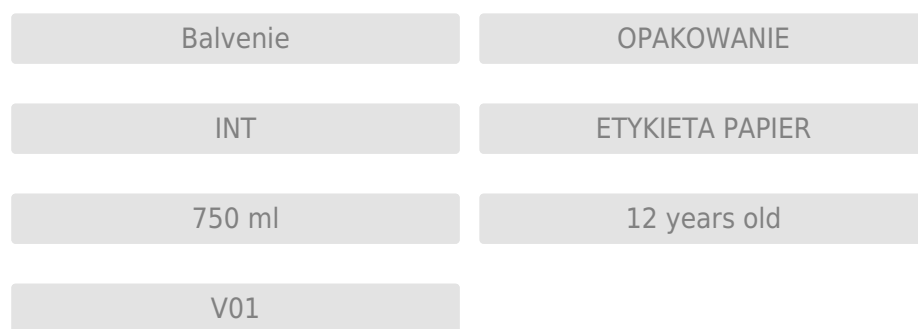 Balvenie
OPAKOWANIE
INT
ETYKIETA PAPIER
750 ml
12 years old
V01